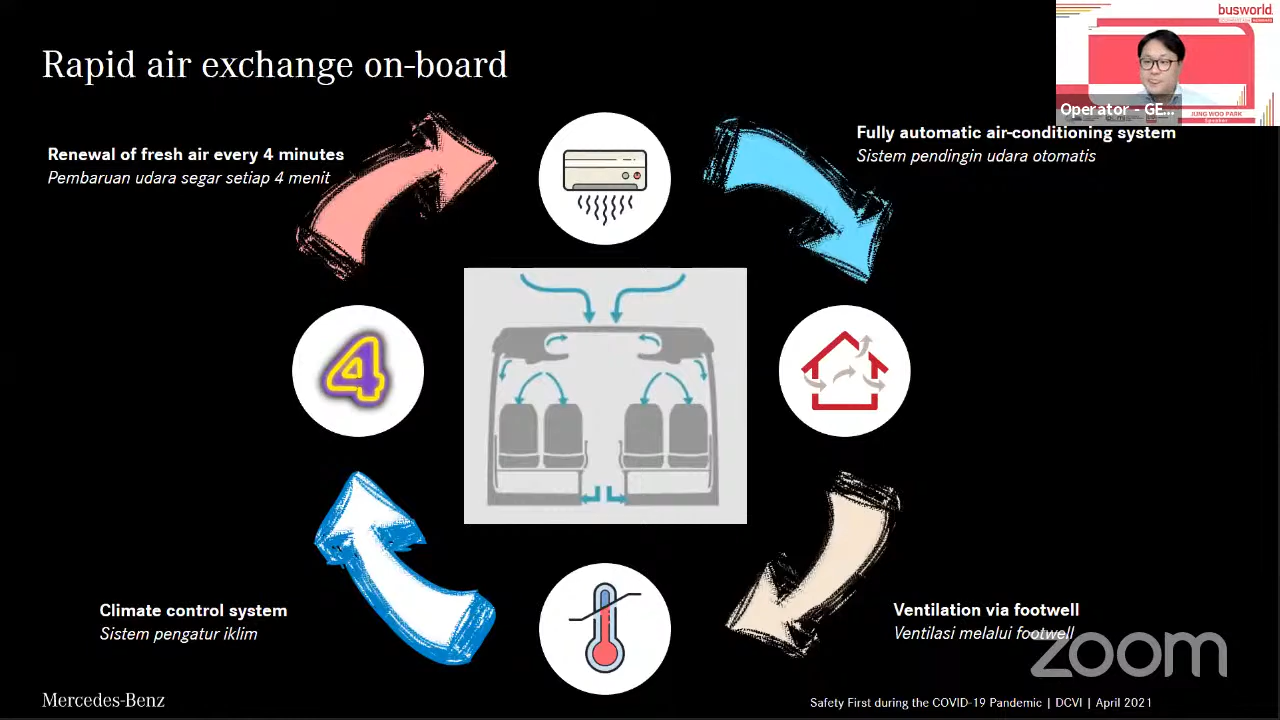 Rapid air exchange on-board
busworld
Operator - GE...
JUNG WOO PARK
Speaker
Renewal of fresh air every 4 minutes
Pembaruan udara segar setiap 4 menit
Fully automatic air-conditioning system
Sistem pendingin udara otomatis
4
Climate control system
Sistem pengatur iklim
Ventilation via footwell
Ventilasi melalui footwell
zoom
Mercedes-Benz
Safety First during the COVID-19 Pandemic | DCVI | April 2021